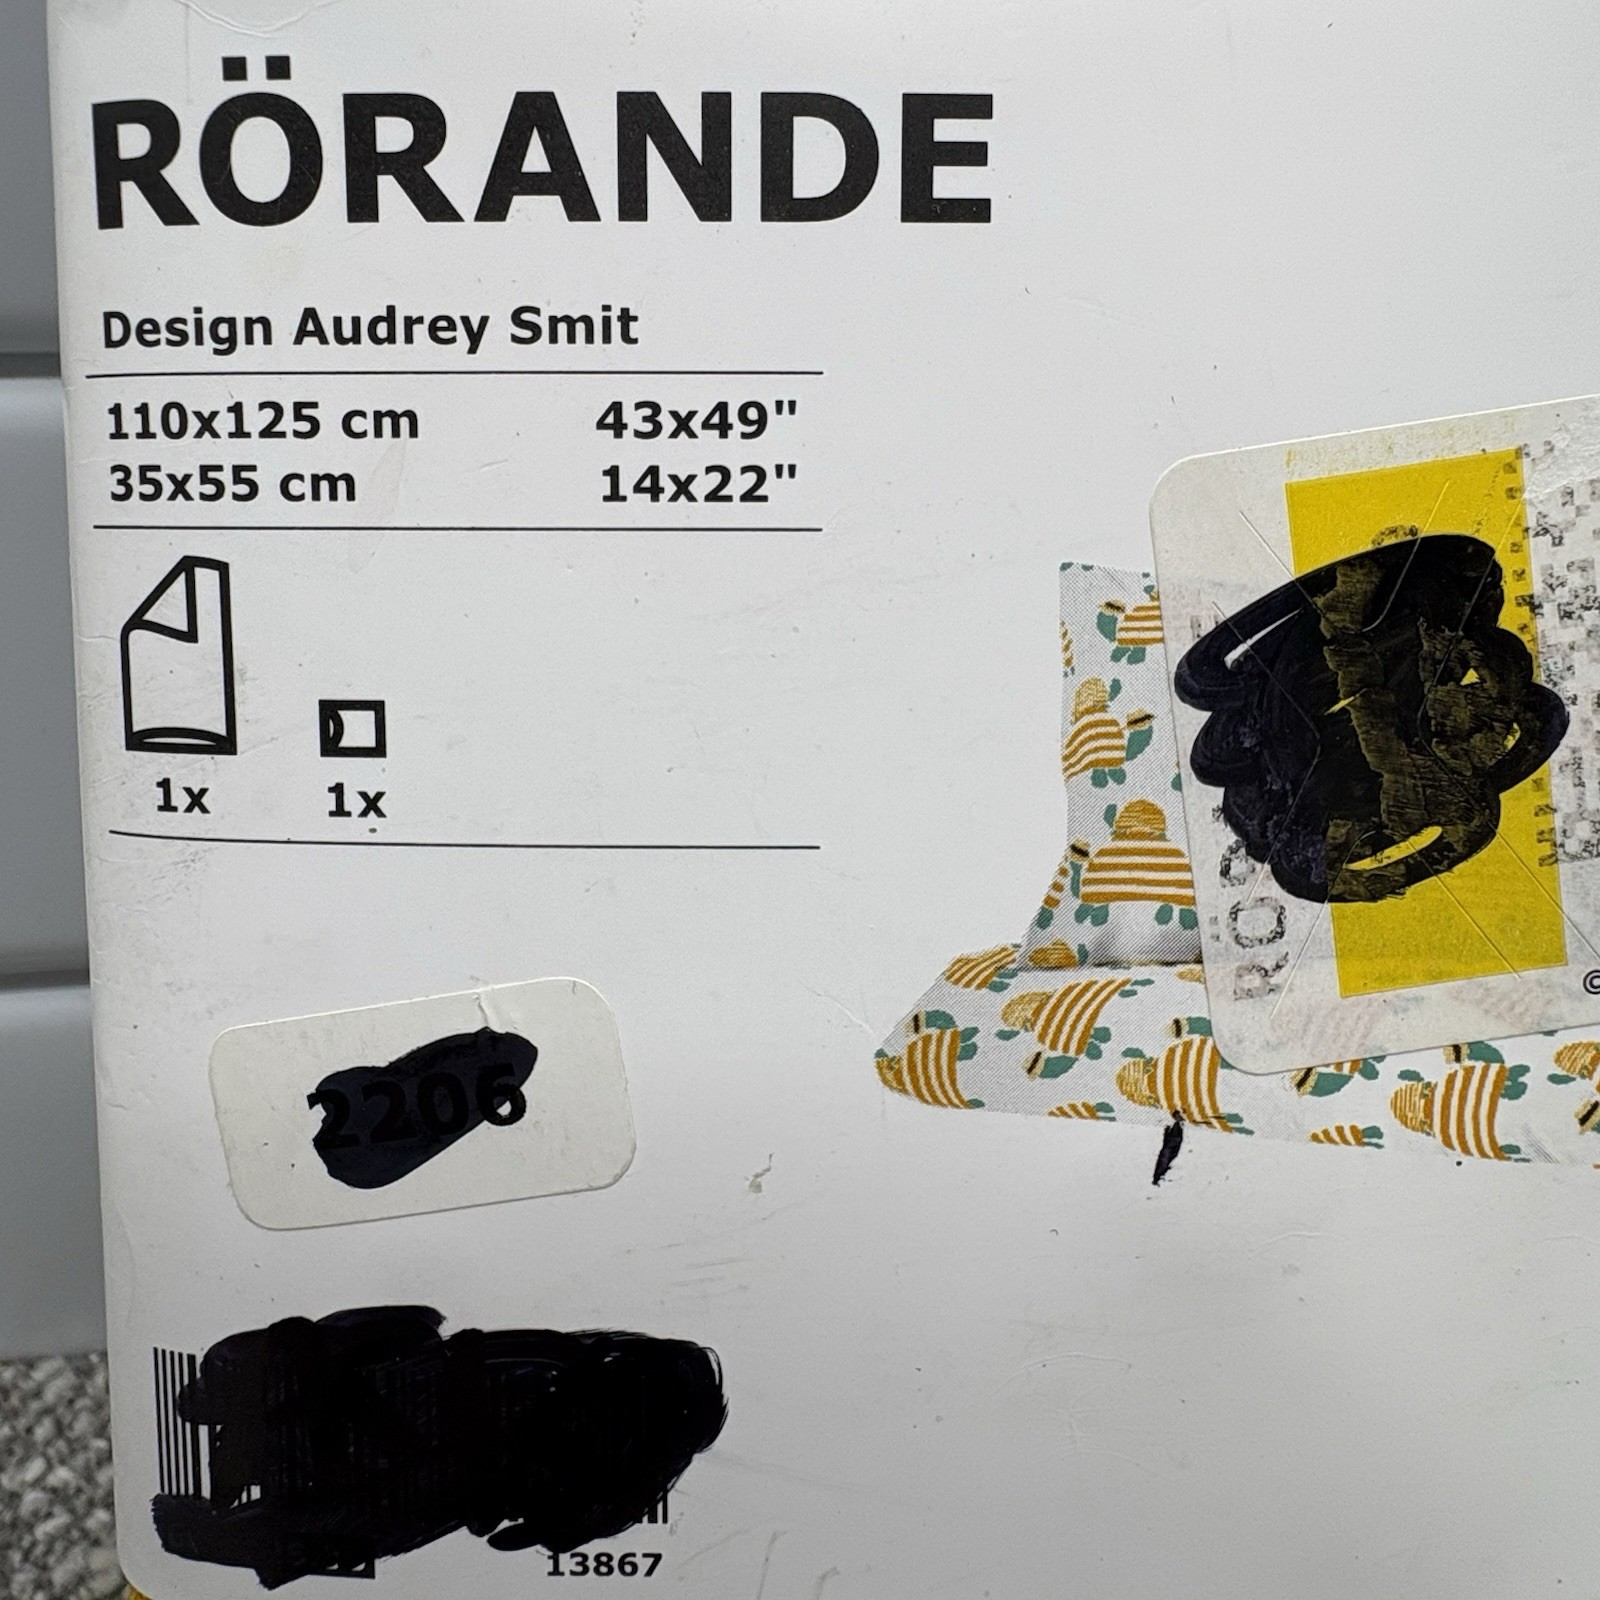 RÖRANDE
Design Audrey Smit
110x125 cm 43x49"
35x55 cm 14x22"
1x 1x
2206
13867
©